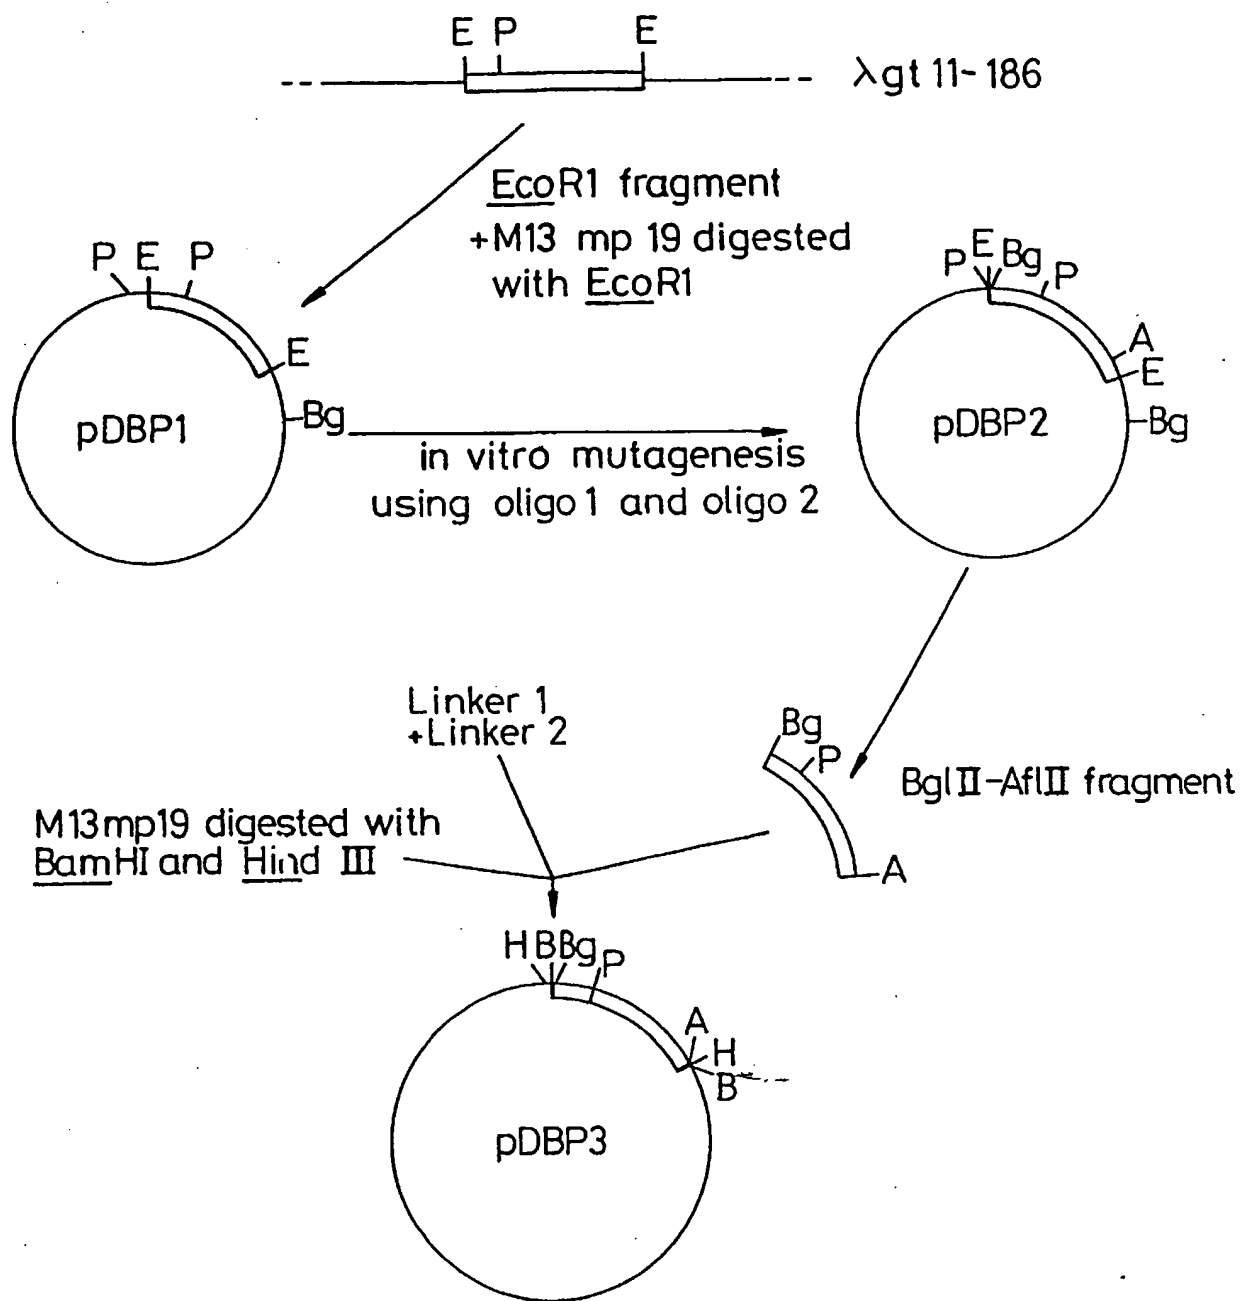 E P E
λgt 11-186
EcoR1 fragment
+M13 mp 19 digested
with EcoR1
P E P
E
Bg
pDBP1
in vitro mutagenesis
using oligo 1 and oligo 2
P E Bg P
A
E
Bg
pDBP2
Linker 1
+Linker 2
Bg
P
A
BglII-AflII fragment
M13mp19 digested with
BamHI and Hind III
H B Bg P
A
H
B
pDBP3